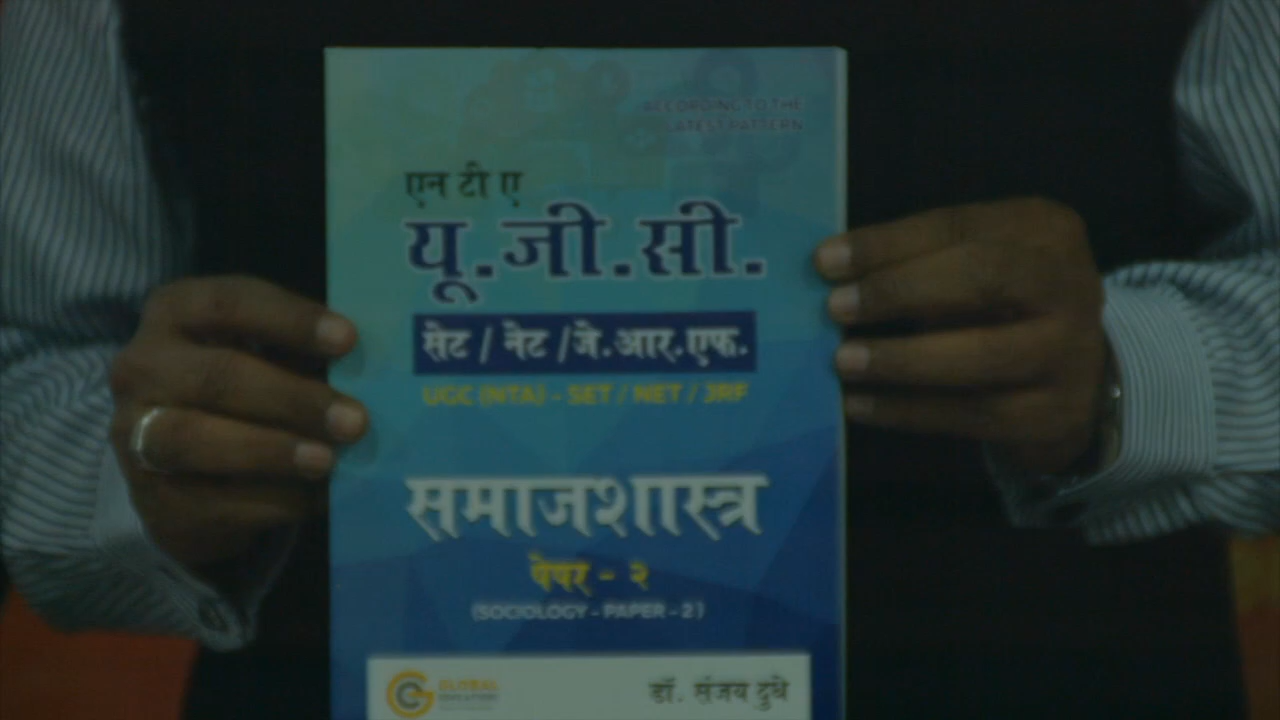 ACCORDING TO THE
LATEST PATTERN
एन टी ए
यू.जी.सी.
सेट / नेट /जे.आर.एफ.
UGC (NTA) - SET / NET / JRF
समाजशास्त्र
पेपर - २
(SOCIOLOGY - PAPER - 2)
GLOBAL
EDUCATION
डॉ. संजय दुधे